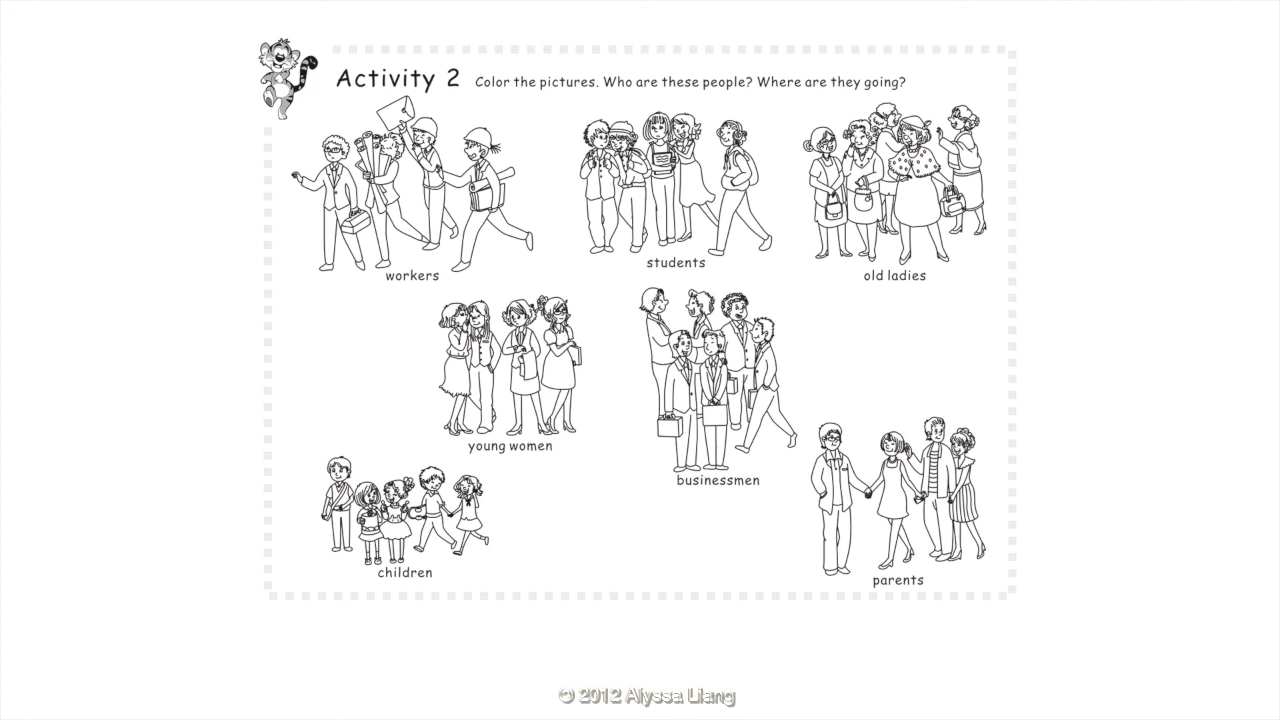 Activity 2 Color the pictures. Who are these people? Where are they going?
workers
students
old ladies
young women
businessmen
children
parents
© 2012 Alyssa Liang